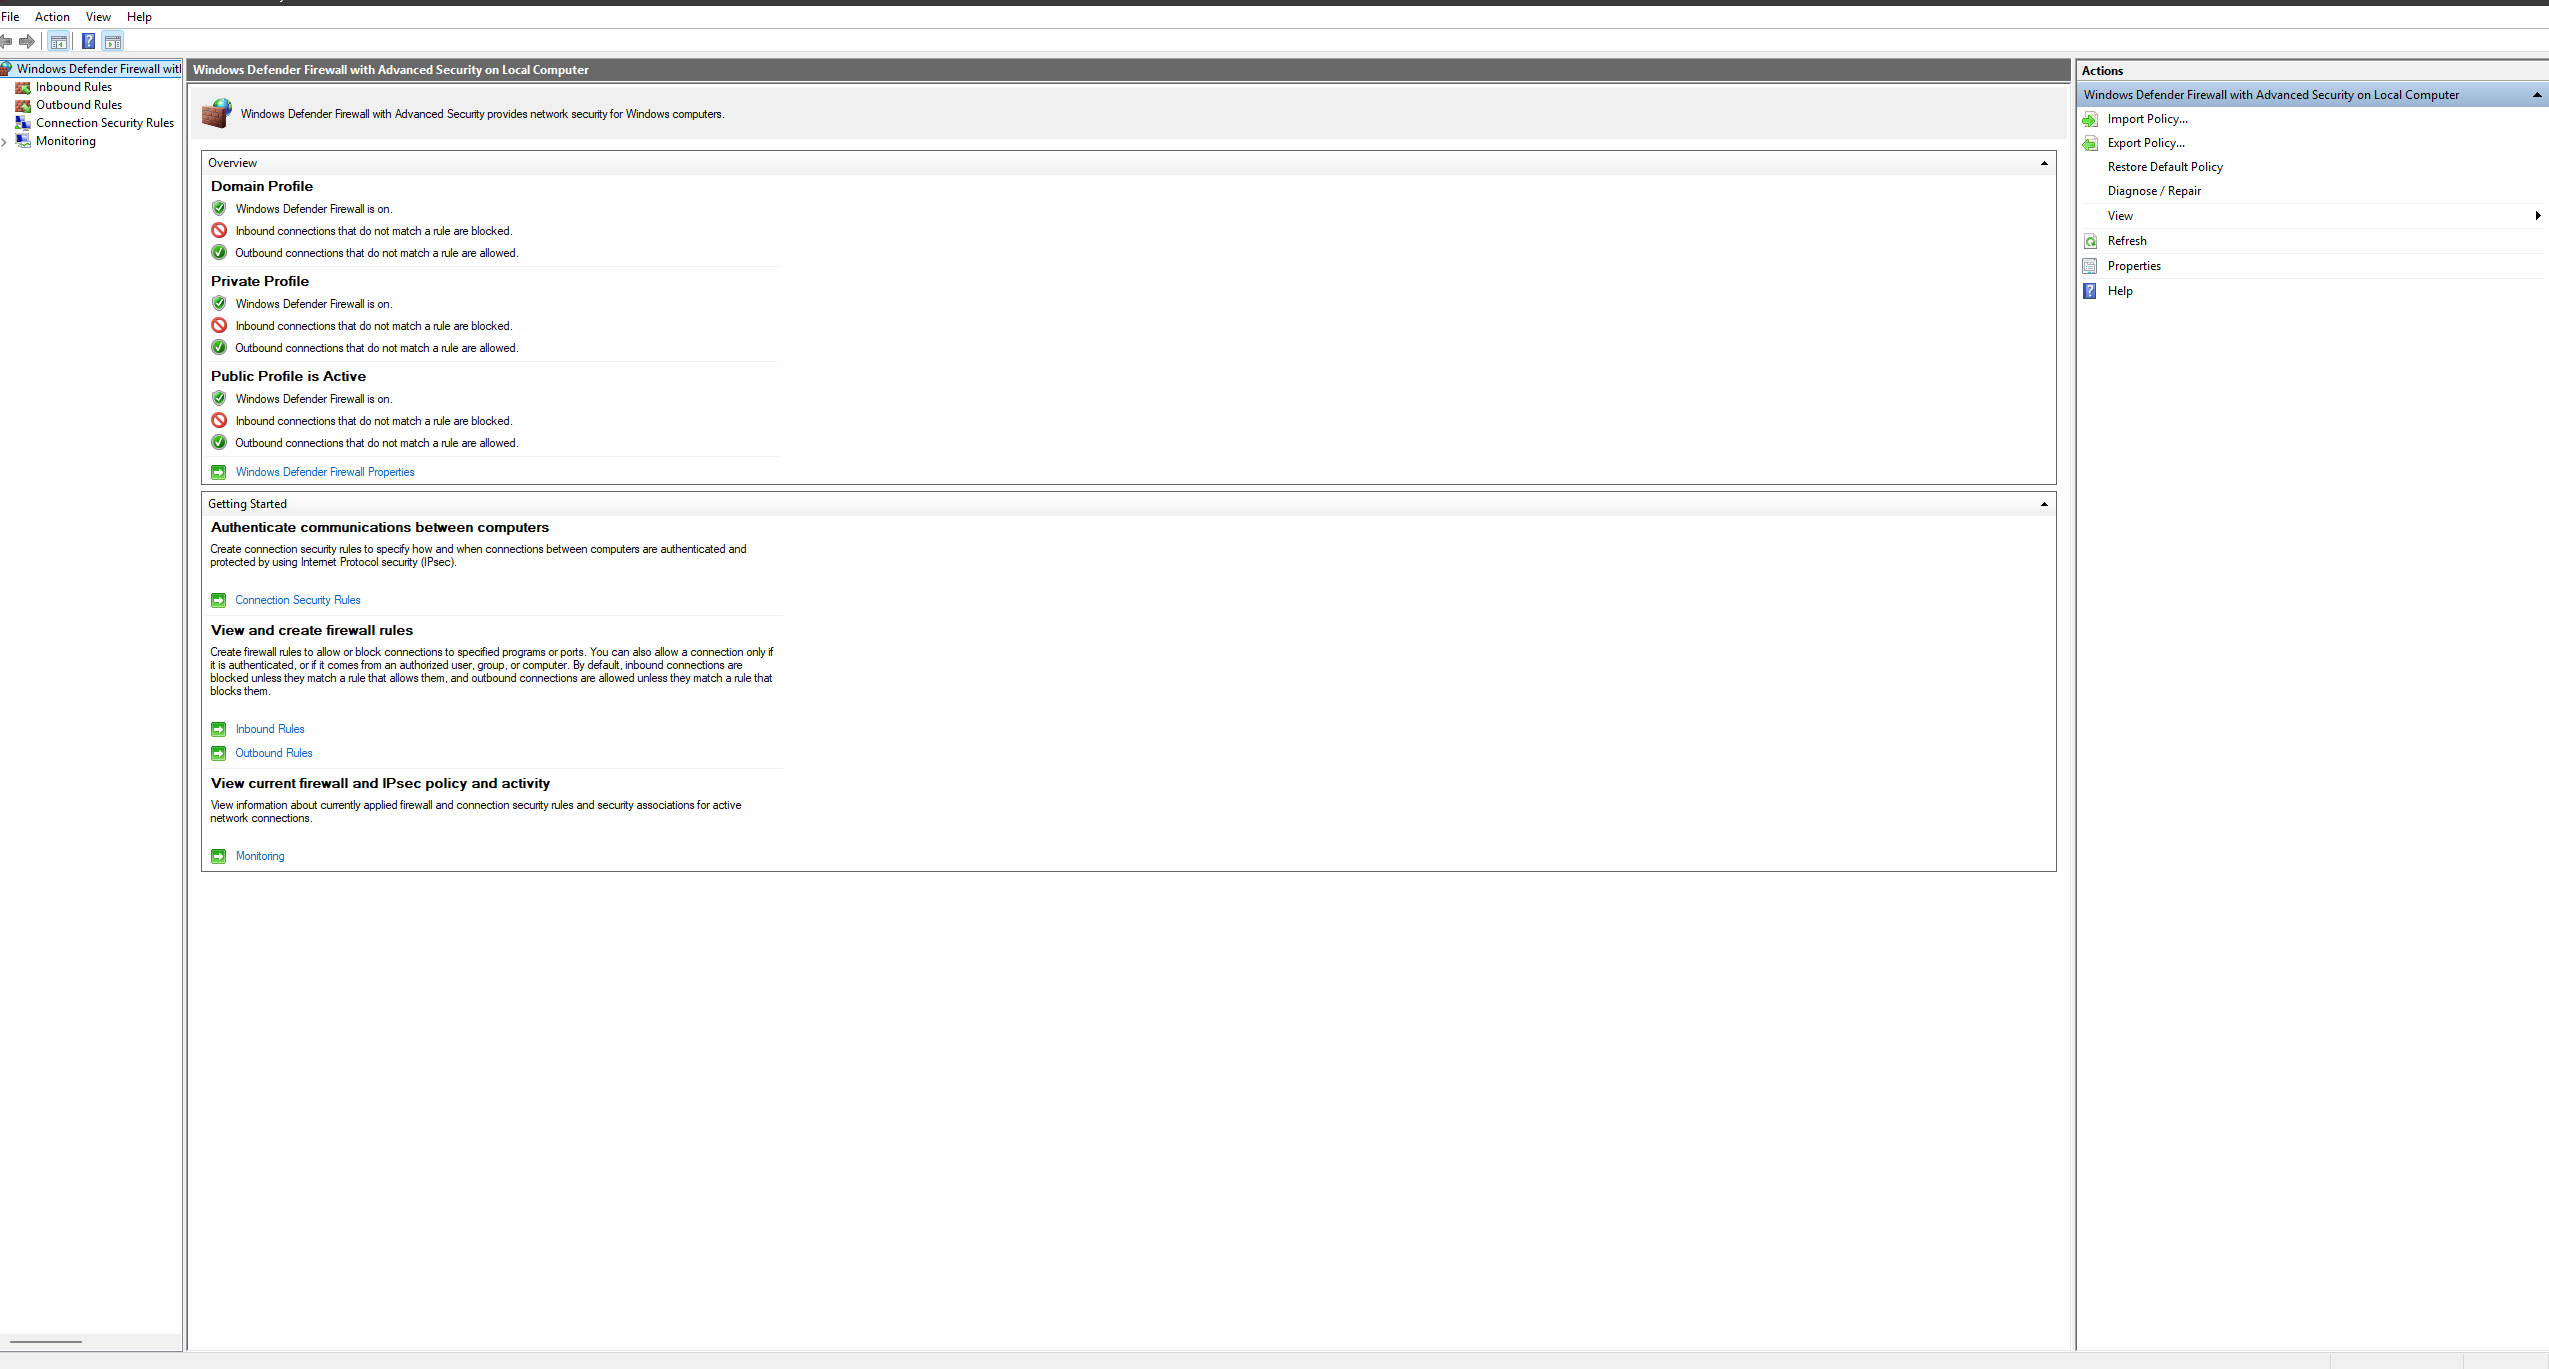 File Action View Help
Windows Defender Firewall wit
Inbound Rules
Outbound Rules
Connection Security Rules
Monitoring
Windows Defender Firewall with Advanced Security on Local Computer
Windows Defender Firewall with Advanced Security provides network security for Windows computers.
Overview
Domain Profile
Windows Defender Firewall is on.
Inbound connections that do not match a rule are blocked.
Outbound connections that do not match a rule are allowed.
Private Profile
Windows Defender Firewall is on.
Inbound connections that do not match a rule are blocked.
Outbound connections that do not match a rule are allowed.
Public Profile is Active
Windows Defender Firewall is on.
Inbound connections that do not match a rule are blocked.
Outbound connections that do not match a rule are allowed.
Windows Defender Firewall Properties
Getting Started
Authenticate communications between computers
Create connection security rules to specify how and when connections between computers are authenticated and
protected by using Internet Protocol security (IPsec).
Connection Security Rules
View and create firewall rules
Create firewall rules to allow or block connections to specified programs or ports. You can also allow a connection only if
it is authenticated, or if it comes from an authorized user, group, or computer. By default, inbound connections are
blocked unless they match a rule that allows them, and outbound connections are allowed unless they match a rule that
blocks them.
Inbound Rules
Outbound Rules
View current firewall and IPsec policy and activity
View information about currently applied firewall and connection security rules and security associations for active
network connections.
Monitoring
Actions
Windows Defender Firewall with Advanced Security on Local Computer
Import Policy...
Export Policy...
Restore Default Policy
Diagnose / Repair
View
Refresh
Properties
Help